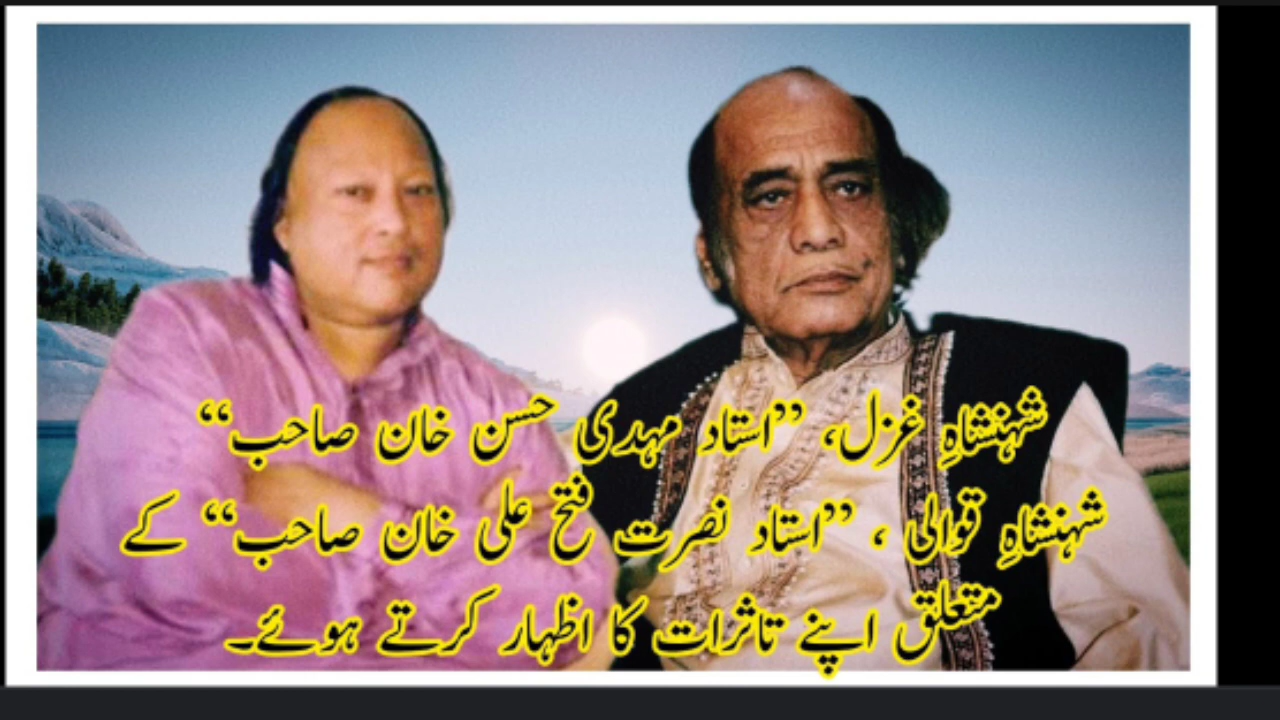 شہنشاہِ غزل، ”استاد مہدی حسن خان صاحب“
شہنشاہِ قوالی ، ”استاد نصرت فتح علی خان صاحب“ کے
متعلق اپنے تاثرات کا اظہار کرتے ہوئے۔